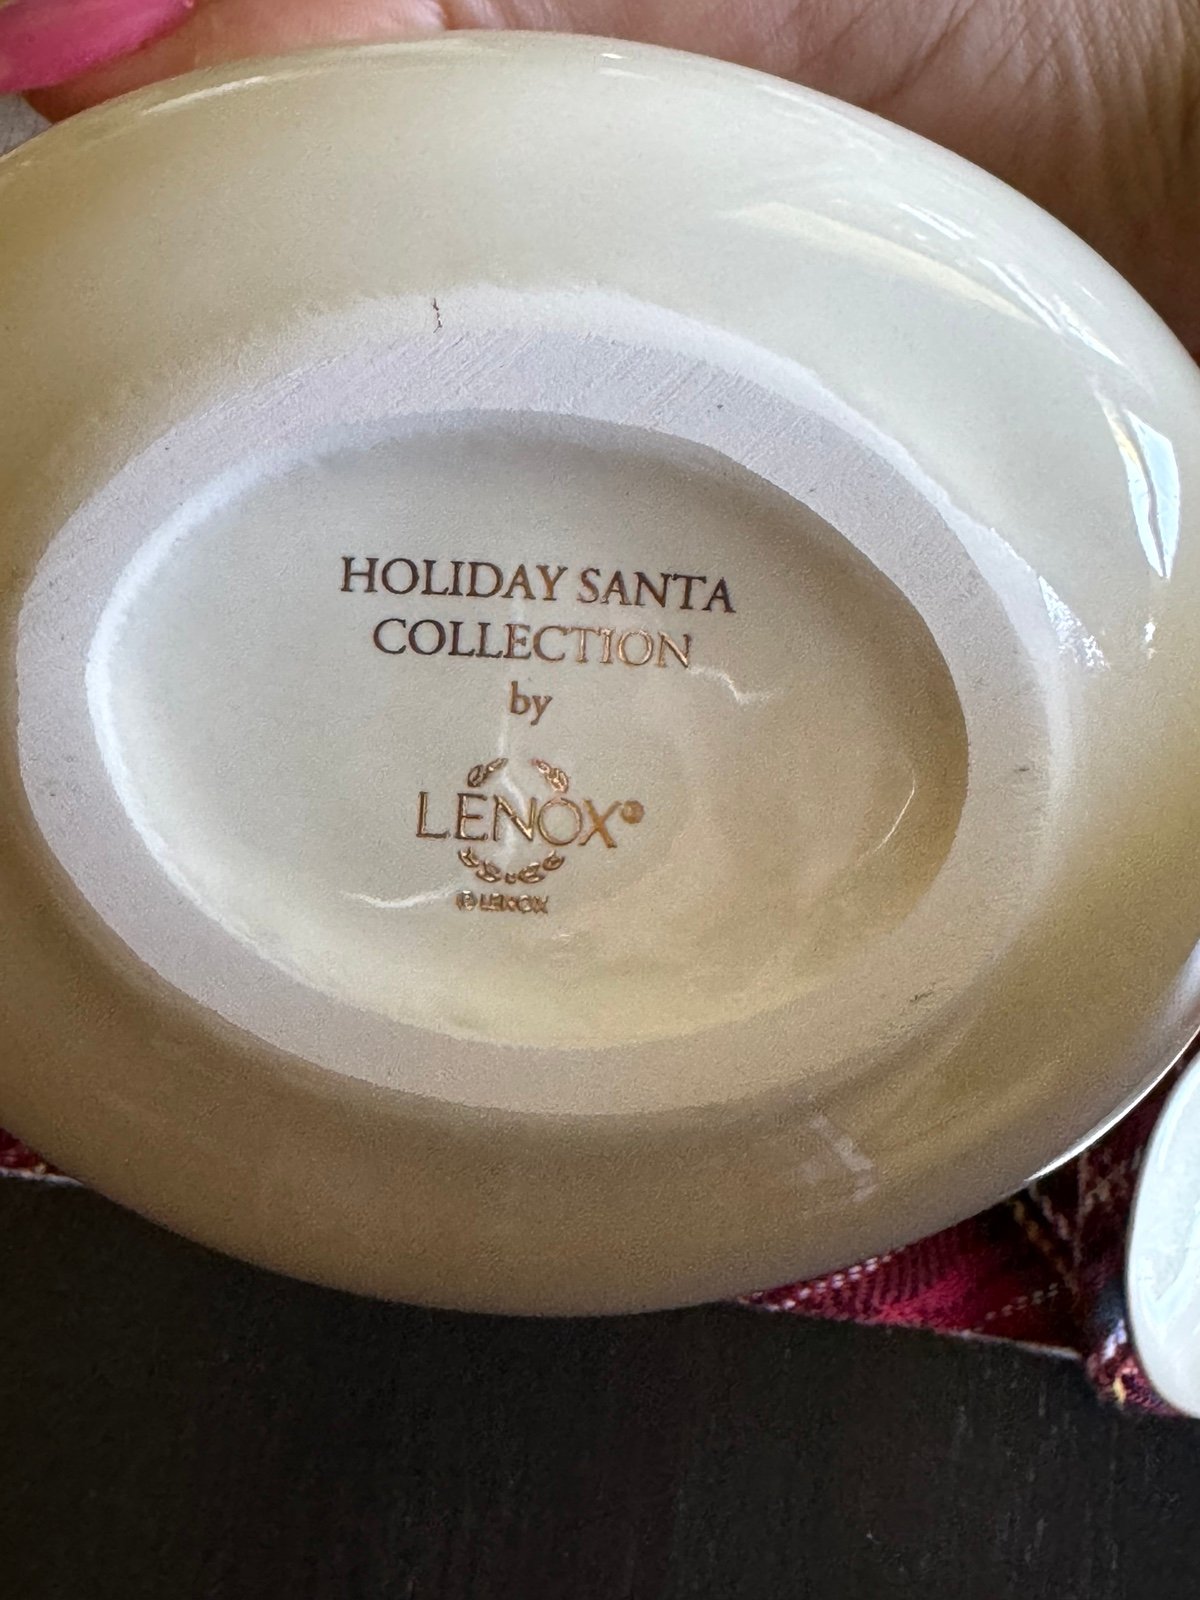 HOLIDAY SANTA
COLLECTION
by
LENOX®
© LENOX